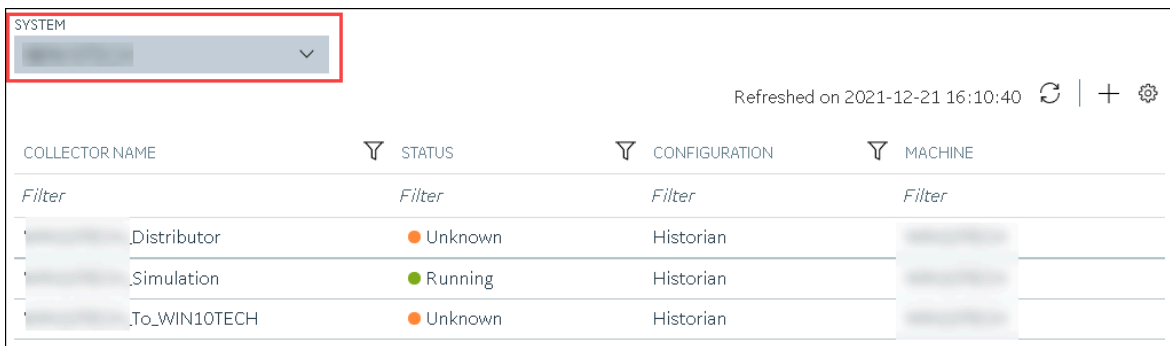 SYSTEM
Refreshed on 2021-12-21 16:10:40
COLLECTOR NAME STATUS CONFIGURATION MACHINE
Filter Filter Filter Filter
_Distributor Unknown Historian
_Simulation Running Historian
_To_WIN10TECH Unknown Historian